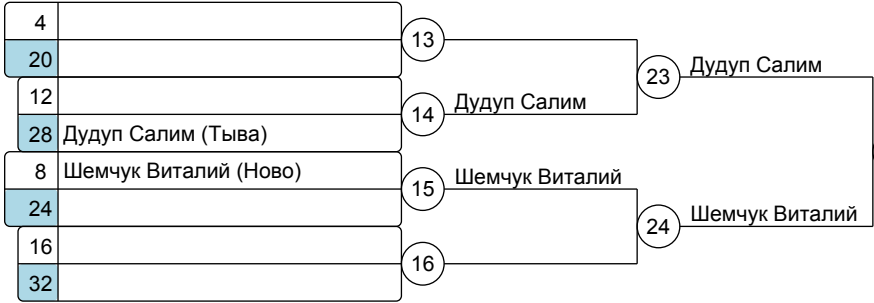 4
13
20
23 Дудуп Салим
12
14 Дудуп Салим
28 Дудуп Салим (Тыва)
8 Шемчук Виталий (Ново)
15 Шемчук Виталий
24
24 Шемчук Виталий
16
16
32